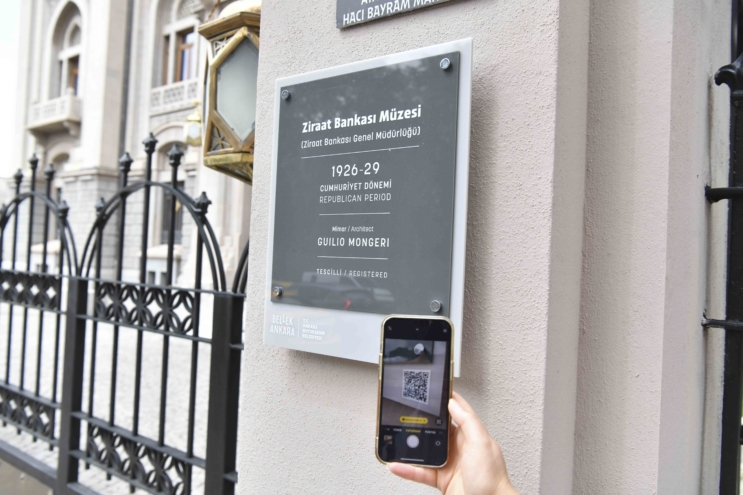 HACI BAYRAM MA
Ziraat Bankası Müzesi
(Ziraat Bankası Genel Müdürlüğü)
1926-29
CUMHURİYET DÖNEMİ
REPUBLICAN PERIOD
Mimar / Architect
GUILIO MONGERI
TESCİLLİ / REGISTERED
BELLEK
ANKARA